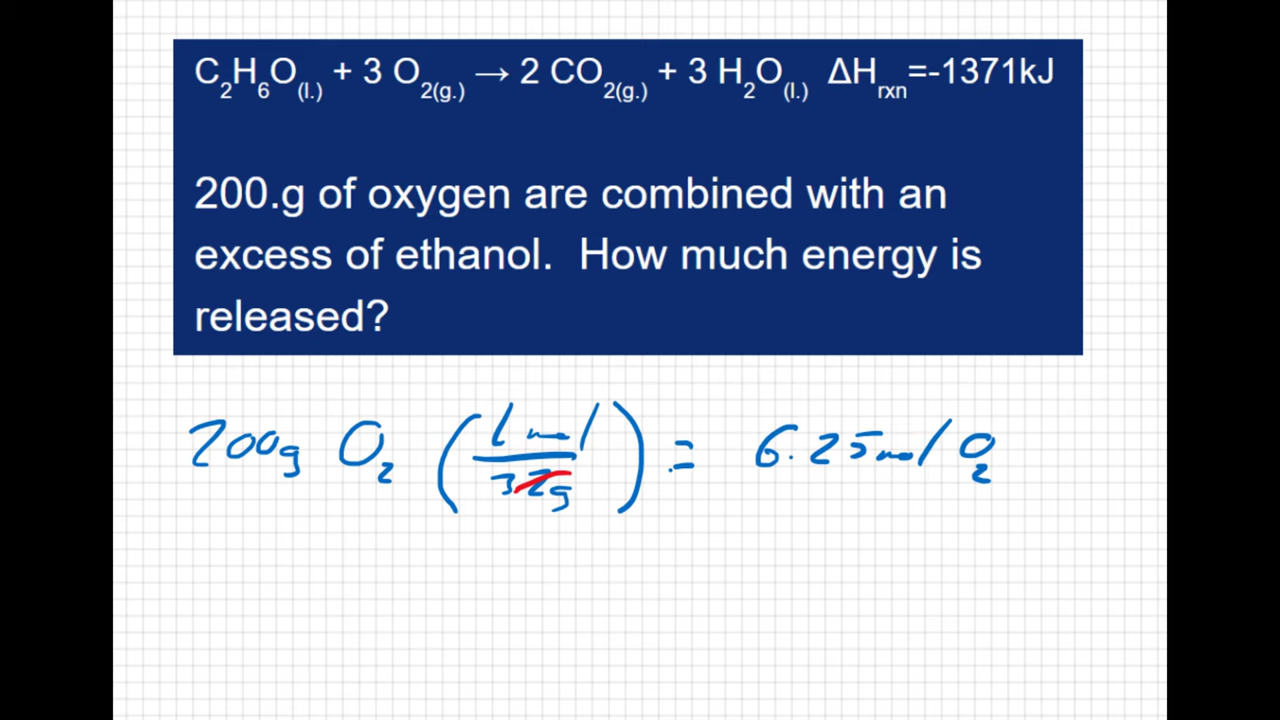 C₂H₆O(l.) + 3 O₂(g.) → 2 CO₂(g.) + 3 H₂O(l.) ΔHrxn=-1371kJ
200.g of oxygen are combined with an
excess of ethanol. How much energy is
released?
200g O₂ (1 mol / 32g) = 6.25 mol O₂